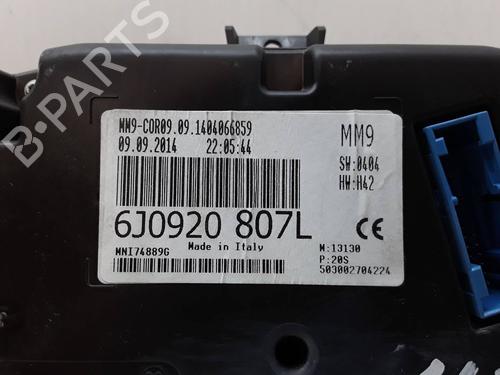 MM9-COR09.09.1404066859
09.09.2014 22:05:44
MM9
SW:0404
HW:H42
6J0920 807L
CE
Made in Italy
MNI74889G
M:13130
P:20S
503002704224
B-PARTS